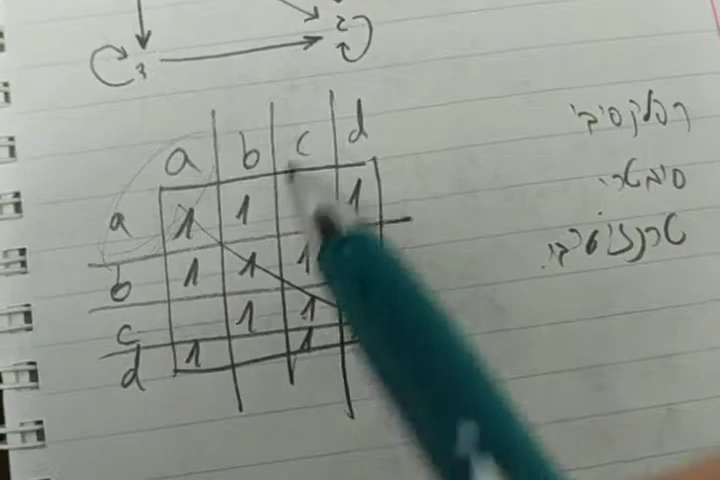 3 2
a b c d
a 1 1 1
b 1 1 1
c 1 1
d 1 1
רפלקסיבי
סימטרי
טרנזיטיבי